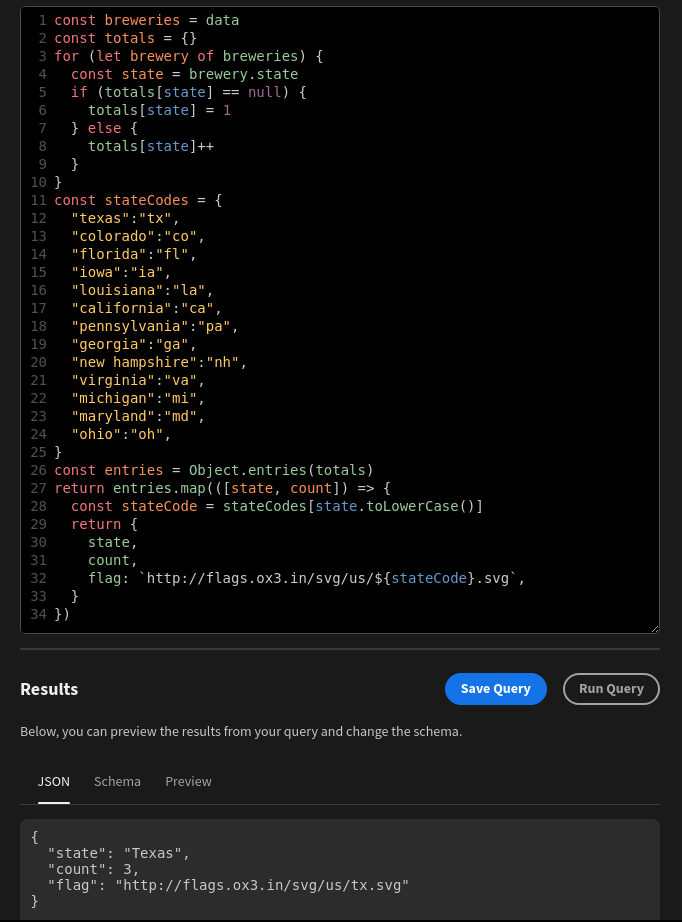 1 const breweries = data
2 const totals = {}
3 for (let brewery of breweries) {
4   const state = brewery.state
5   if (totals[state] == null) {
6     totals[state] = 1
7   } else {
8     totals[state]++
9   }
10 }
11 const stateCodes = {
12   "texas":"tx",
13   "colorado":"co",
14   "florida":"fl",
15   "iowa":"ia",
16   "louisiana":"la",
17   "california":"ca",
18   "pennsylvania":"pa",
19   "georgia":"ga",
20   "new hampshire":"nh",
21   "virginia":"va",
22   "michigan":"mi",
23   "maryland":"md",
24   "ohio":"oh",
25 }
26 const entries = Object.entries(totals)
27 return entries.map(([state, count]) => {
28   const stateCode = stateCodes[state.toLowerCase()]
29   return {
30     state,
31     count,
32     flag: `http://flags.ox3.in/svg/us/${stateCode}.svg`,
33   }
34 })
Results Save Query Run Query
Below, you can preview the results from your query and change the schema.
JSON Schema Preview
{
  "state": "Texas",
  "count": 3,
  "flag": "http://flags.ox3.in/svg/us/tx.svg"
}